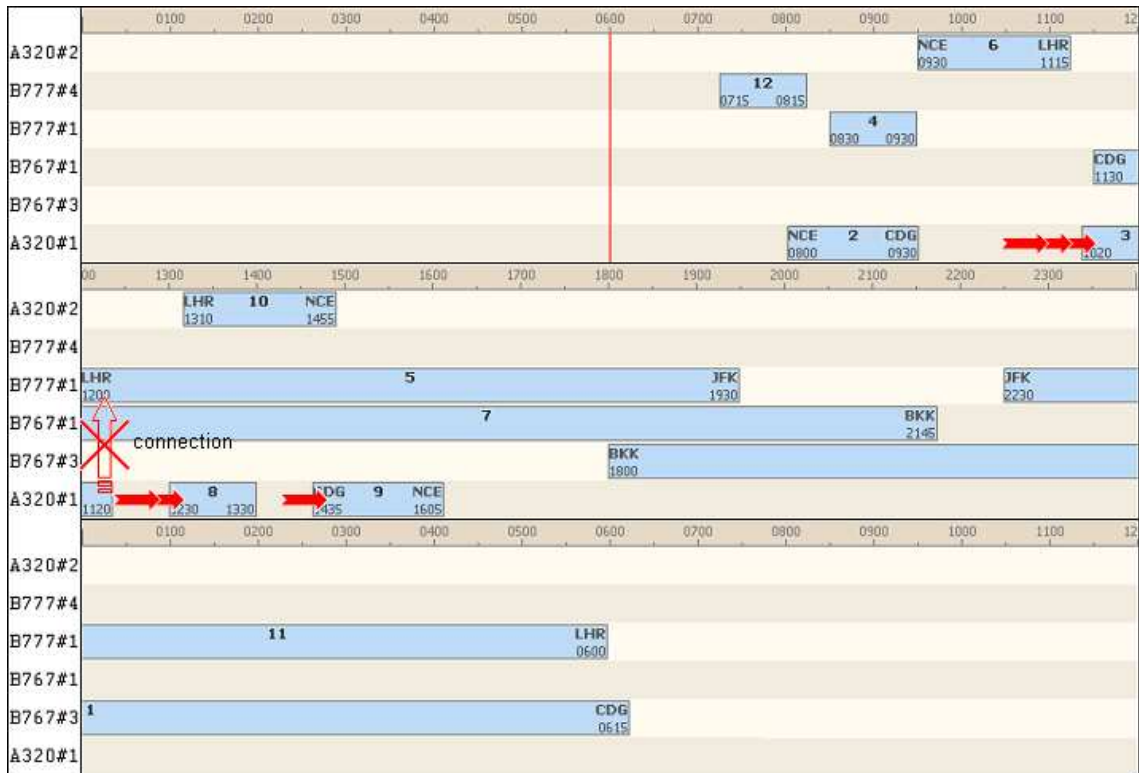 0100 0200 0300 0400 0500 0600 0700 0800 0900 1000 1100 12
A320#2 NCE 6 LHR
0930 1115
B777#4 12
0715 0815
B777#1 4
0830 0930
B767#1 CDG
1130
B767#3
A320#1 NCE 2 CDG 3
0800 0930 1020
00 1300 1400 1500 1600 1700 1800 1900 2000 2100 2200 2300
A320#2 LHR 10 NCE
1310 1455
B777#4
B777#1 LHR 5 JFK JFK
1200 1930 2230
B767#1 7 BKK
2145
connection
B767#3 BKK
1800
A320#1 8 CDG 9 NCE
1120 1230 1330 1435 1605
0100 0200 0300 0400 0500 0600 0700 0800 0900 1000 1100 12
A320#2
B777#4
B777#1 11 LHR
0600
B767#1
B767#3 1 CDG
0615
A320#1